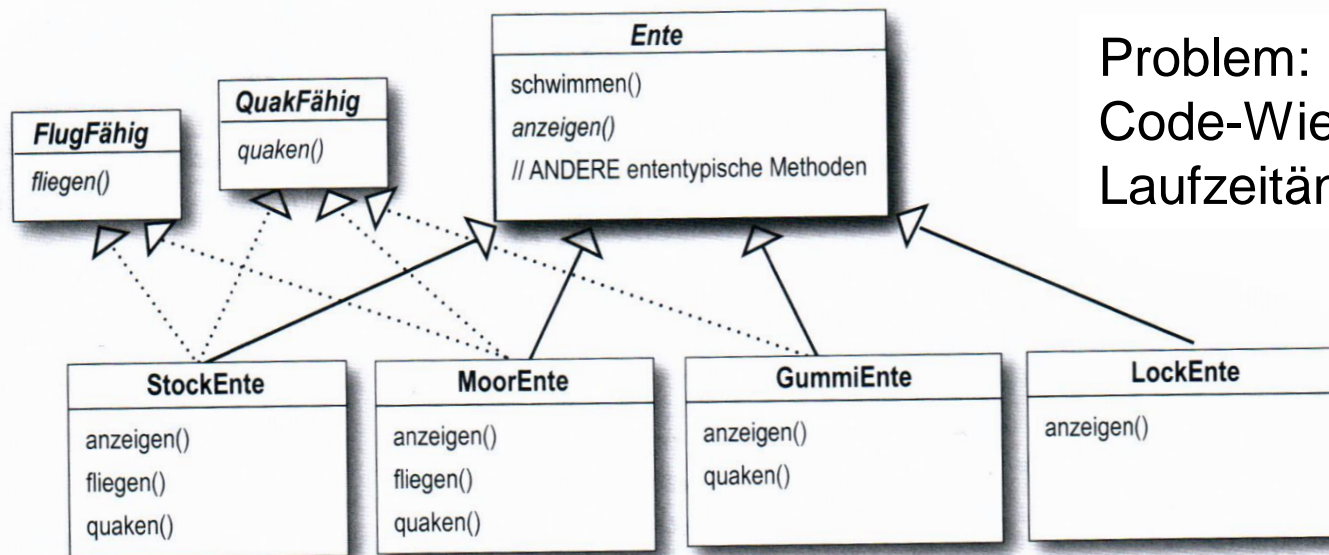 Ente
schwimmen()
anzeigen()
// ANDERE ententypische Methoden
Problem:
QuakFähig
quaken()
FlugFähig
fliegen()
StockEnte
anzeigen()
fliegen()
quaken()
MoorEnte
anzeigen()
fliegen()
quaken()
GummiEnte
anzeigen()
quaken()
LockEnte
anzeigen()